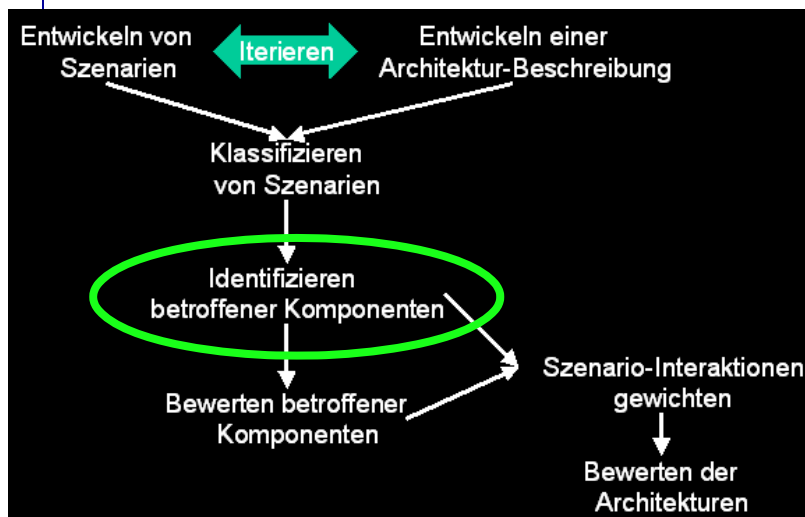 Entwickeln von
Szenarien
Iterieren
Entwickeln einer
Architektur-Beschreibung
Klassifizieren
von Szenarien
Identifizieren
betroffener Komponenten
Bewerten betroffener
Komponenten
Szenario-Interaktionen
gewichten
Bewerten der
Architekturen